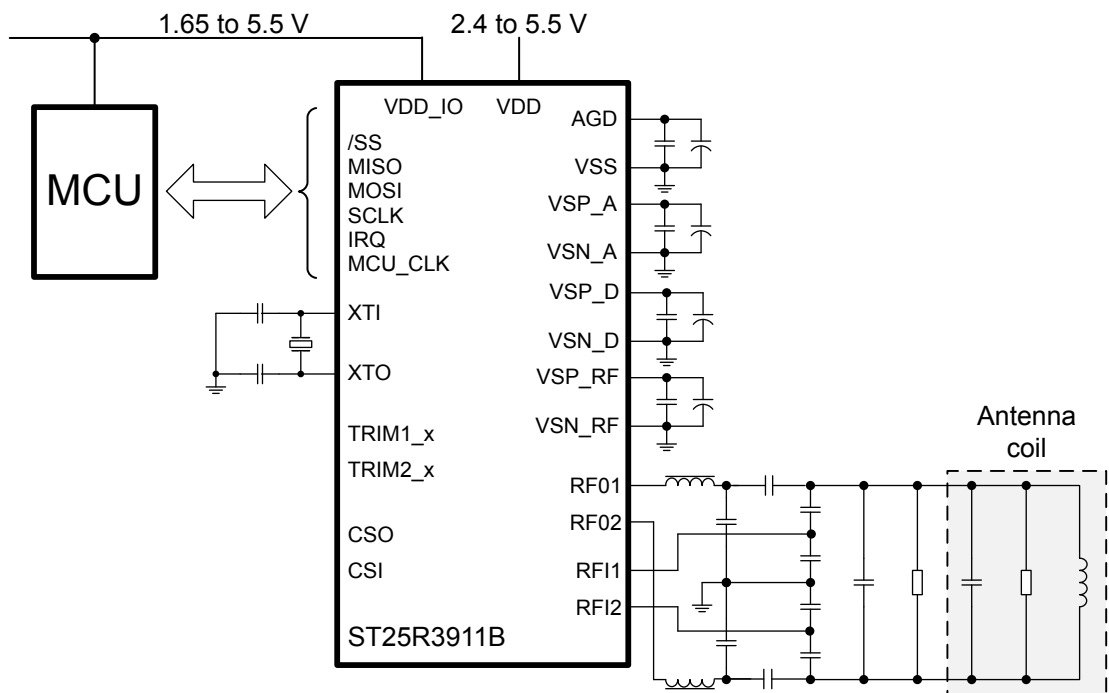 1.65 to 5.5 V
2.4 to 5.5 V
MCU
VDD_IO
VDD
/SS
MISO
MOSI
SCLK
IRQ
MCU_CLK
XTI
XTO
TRIM1_x
TRIM2_x
CSO
CSI
ST25R3911B
AGD
VSS
VSP_A
VSN_A
VSP_D
VSN_D
VSP_RF
VSN_RF
RF01
RF02
RFI1
RFI2
Antenna
coil